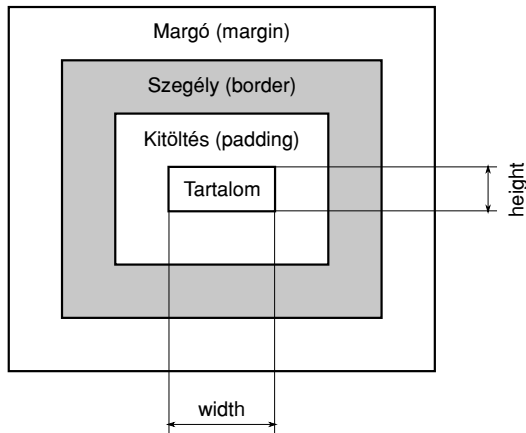 Margó (margin)
Szegély (border)
Kitöltés (padding)
Tartalom
height
width